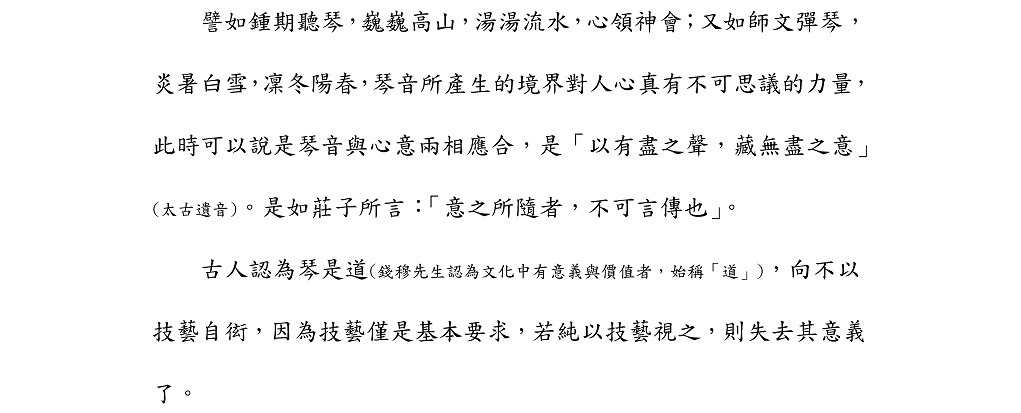 譬如鍾期聽琴，巍巍高山，湯湯流水，心領神會；又如師文彈琴，
炎暑白雪，凜冬陽春，琴音所產生的境界對人心真有不可思議的力量，
此時可以說是琴音與心意兩相應合，是「以有盡之聲，藏無盡之意」
(太古遺音)。是如莊子所言：「意之所隨者，不可言傳也」。
古人認為琴是道(錢穆先生認為文化中有意義與價值者，始稱「道」)，向不以
技藝自衒，因為技藝僅是基本要求，若純以技藝視之，則失去其意義
了。